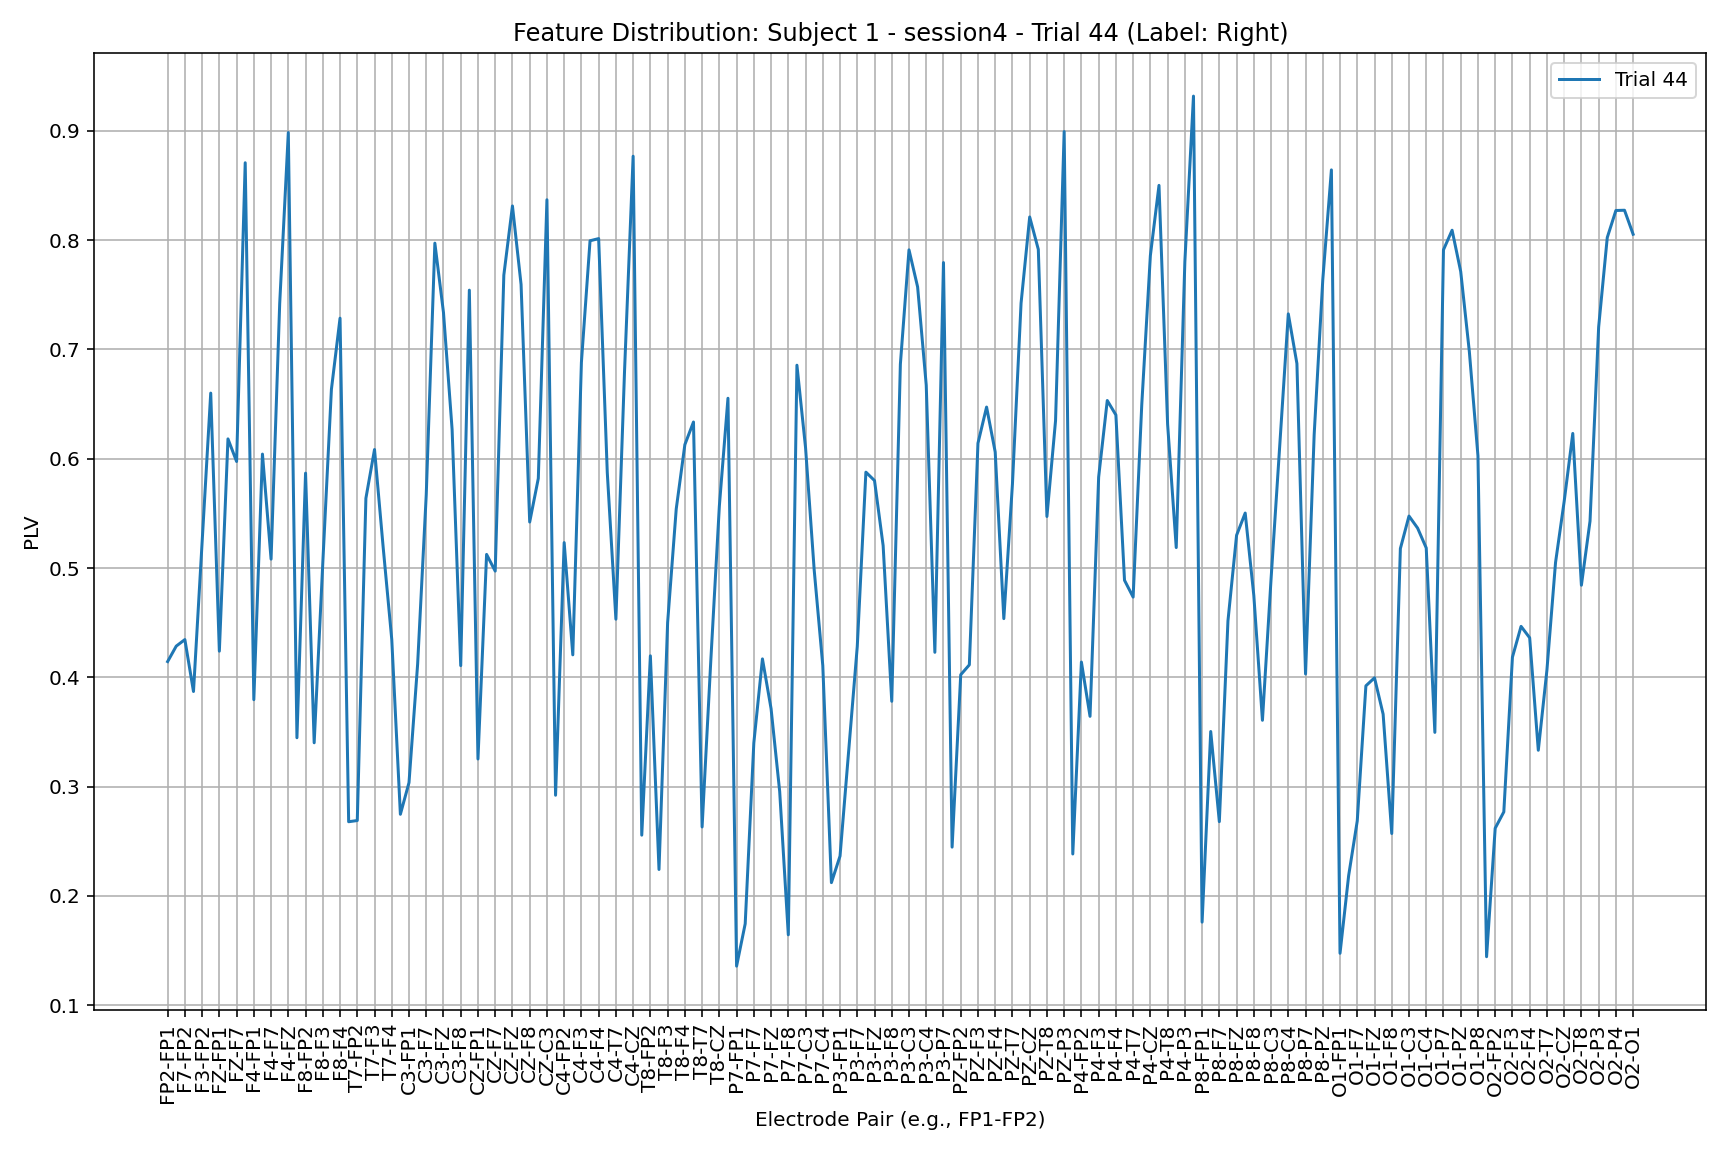 Feature Distribution: Subject 1 - session4 - Trial 44 (Label: Right)
Trial 44
PLV
0.9
0.8
0.7
0.6
0.5
0.4
0.3
0.2
0.1
FP2-FP1
F7-FP2
F3-FP2
FZ-FP1
FZ-F7
F4-FP1
F4-F7
F4-FZ
F8-FP2
F8-F3
F8-F4
T7-FP2
T7-F3
T7-F4
C3-FP1
C3-F7
C3-FZ
C3-F8
CZ-FP1
CZ-F7
CZ-FZ
CZ-F8
CZ-C3
C4-FP2
C4-F3
C4-F4
C4-T7
C4-CZ
T8-FP2
T8-F3
T8-F4
T8-T7
T8-CZ
P7-FP1
P7-F7
P7-FZ
P7-F8
P7-C3
P7-C4
P3-FP1
P3-F7
P3-FZ
P3-F8
P3-C3
P3-C4
P3-P7
PZ-FP2
PZ-F3
PZ-F4
PZ-T7
PZ-CZ
PZ-T8
PZ-P3
P4-FP2
P4-F3
P4-F4
P4-T7
P4-CZ
P4-T8
P4-P3
P8-FP1
P8-F7
P8-FZ
P8-F8
P8-C3
P8-C4
P8-P7
P8-PZ
O1-FP1
O1-F7
O1-FZ
O1-F8
O1-C3
O1-C4
O1-P7
O1-PZ
O1-P8
O2-FP2
O2-F3
O2-F4
O2-T7
O2-CZ
O2-T8
O2-P3
O2-P4
O2-O1
Electrode Pair (e.g., FP1-FP2)